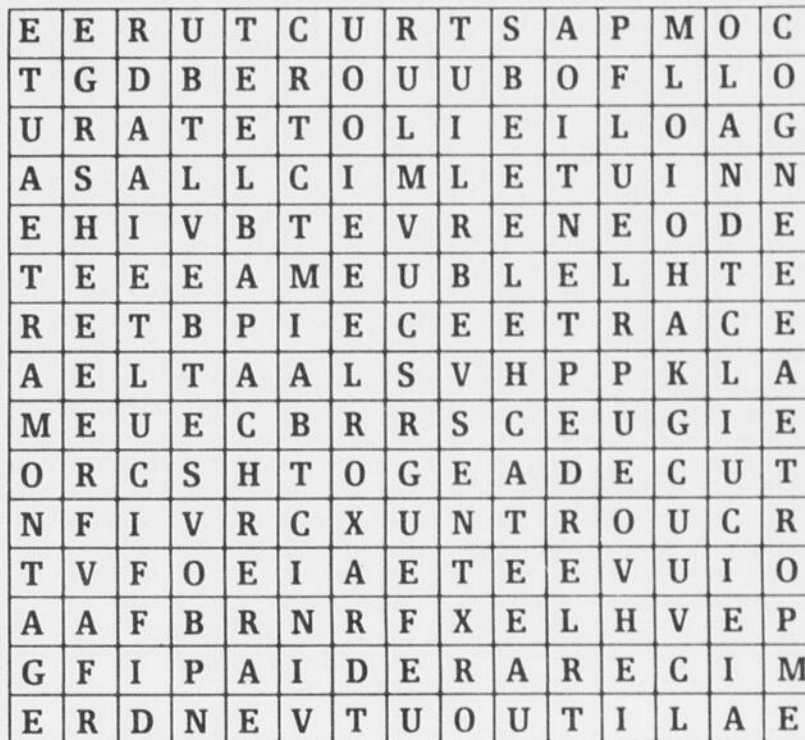 E E R U T C U R T S A P M O C
T G D B E R O U U B O F L L O
U R A T E T O L I E I L O A G
A S A L L C I M L E T U I N N
E H I V B T E V R E N E O D E
T E E E A M E U B L E L H T E
R E T B P I E C E E T R A C E
A E L T A A L S V H P P K L A
M E U E C B R R S C E U G I E
O R C S H T O G E A D E C U T
N F I V R C X U N T R O U C R
T V F O E I A E T E E V U I O
A A F B R N R F X E L H V E P
G F I P A I D E R A R E C I M
E R D N E V T U O U T I L A E